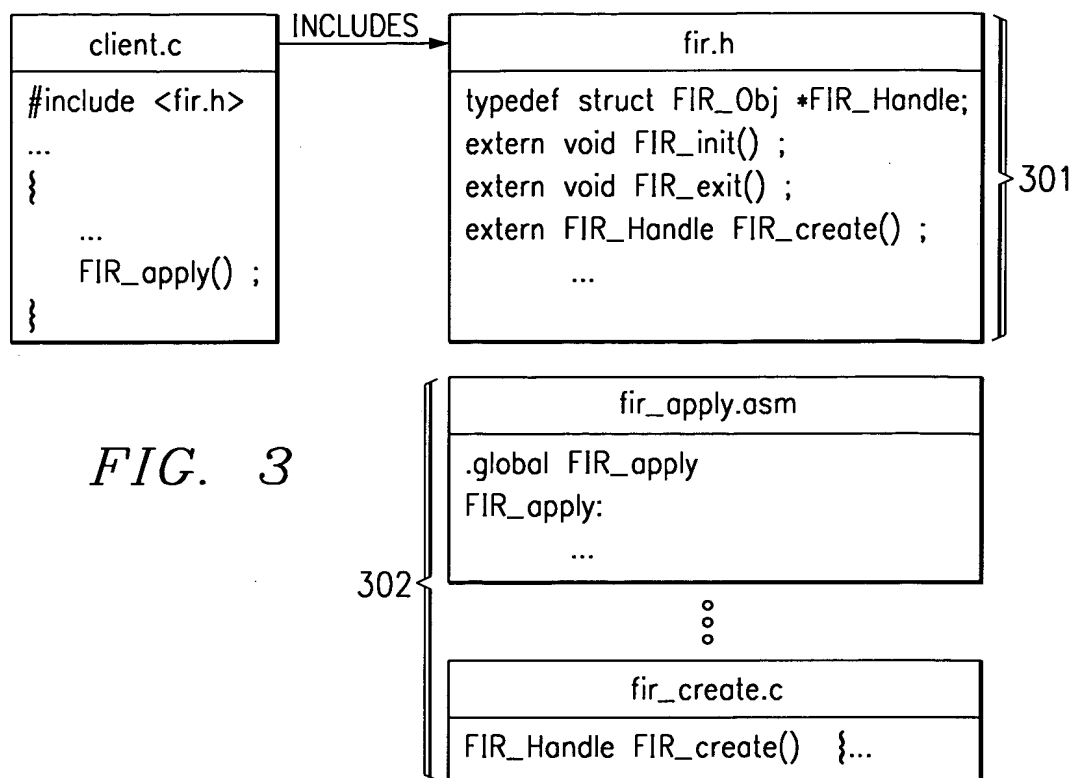 client.c
#include <fir.h>
...
{
...
FIR_apply() ;
}
INCLUDES
fir.h
typedef struct FIR_Obj *FIR_Handle;
extern void FIR_init() ;
extern void FIR_exit() ;
extern FIR_Handle FIR_create() ;
...
301
FIG. 3
302
fir_apply.asm
.global FIR_apply
FIR_apply:
...
fir_create.c
FIR_Handle FIR_create() {...